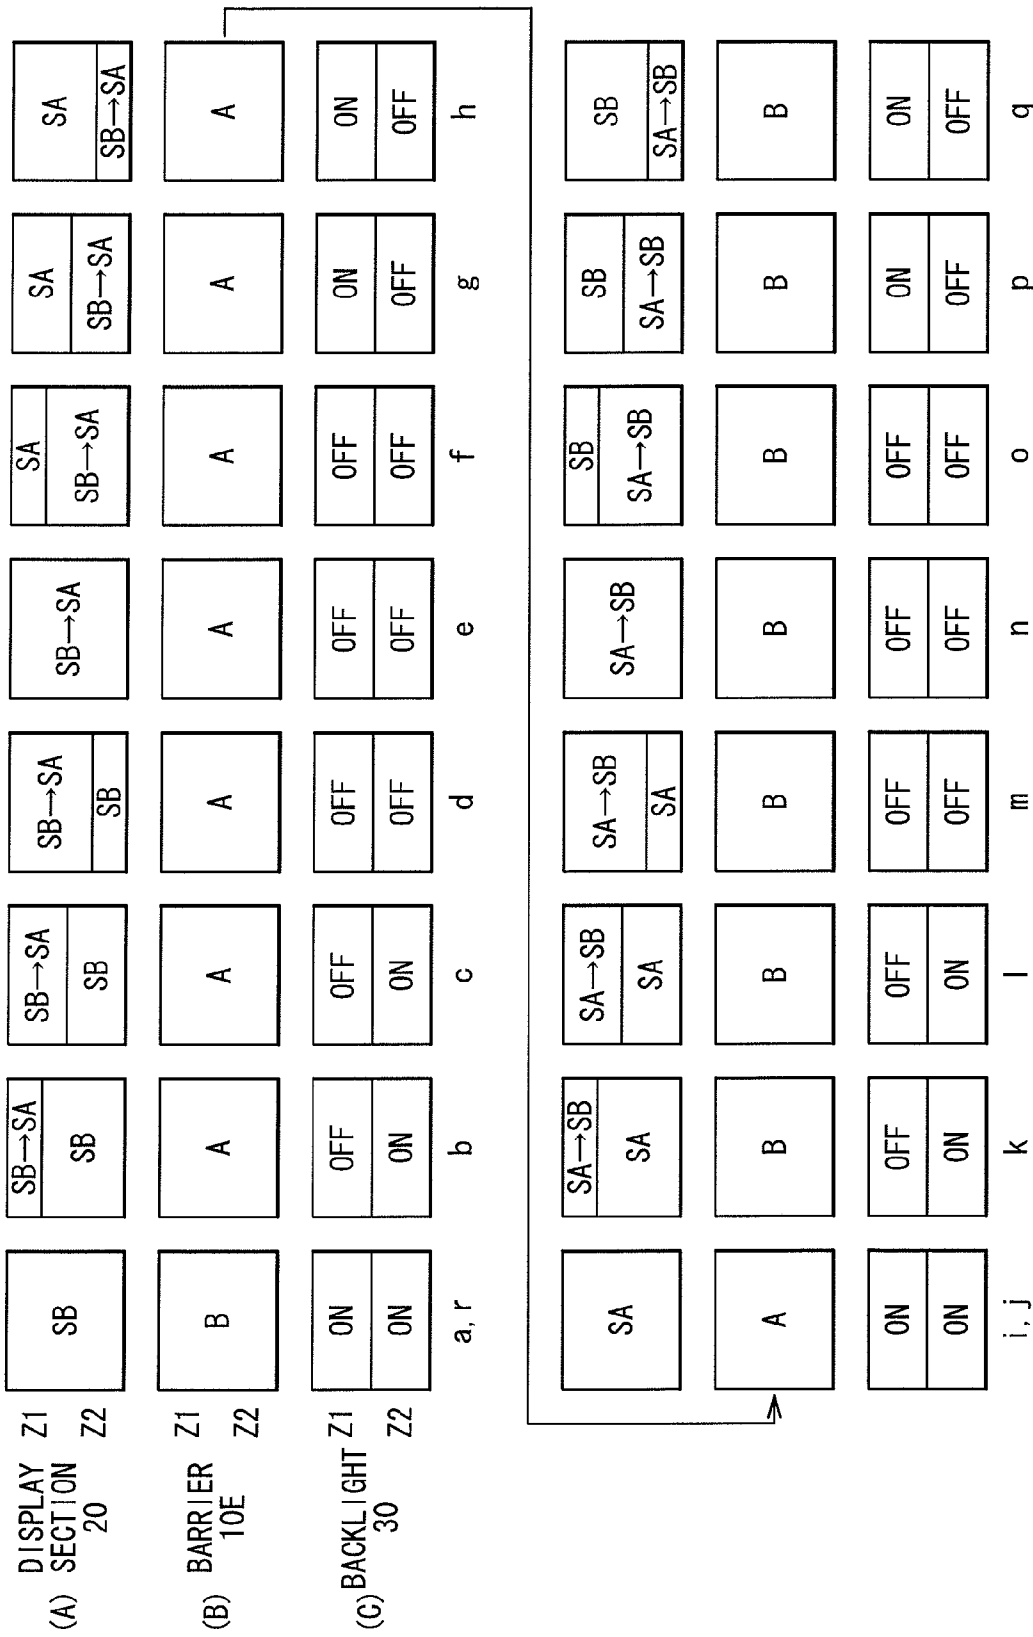 (A) DISPLAY SECTION 20
Z1
Z2
SB
SB→SA
SB
SB→SA
SB
SB→SA
SB
SB→SA
SA
SB→SA
SA
SB→SA
SA
SB→SA
(B) BARRIER 10E
Z1
Z2
B
A
A
A
A
A
A
A
(C) BACKLIGHT 30
Z1
Z2
ON
ON
OFF
ON
OFF
ON
OFF
OFF
OFF
OFF
OFF
OFF
ON
OFF
ON
OFF
a, r
b
c
d
e
f
g
h
SA
SA→SB
SA
SA→SB
SA
SA→SB
SA
SA→SB
SB
SA→SB
SB
SA→SB
SB
SA→SB
A
B
B
B
B
B
B
B
ON
ON
OFF
ON
OFF
ON
OFF
OFF
OFF
OFF
OFF
OFF
ON
OFF
ON
OFF
i, j
k
l
m
n
o
p
q